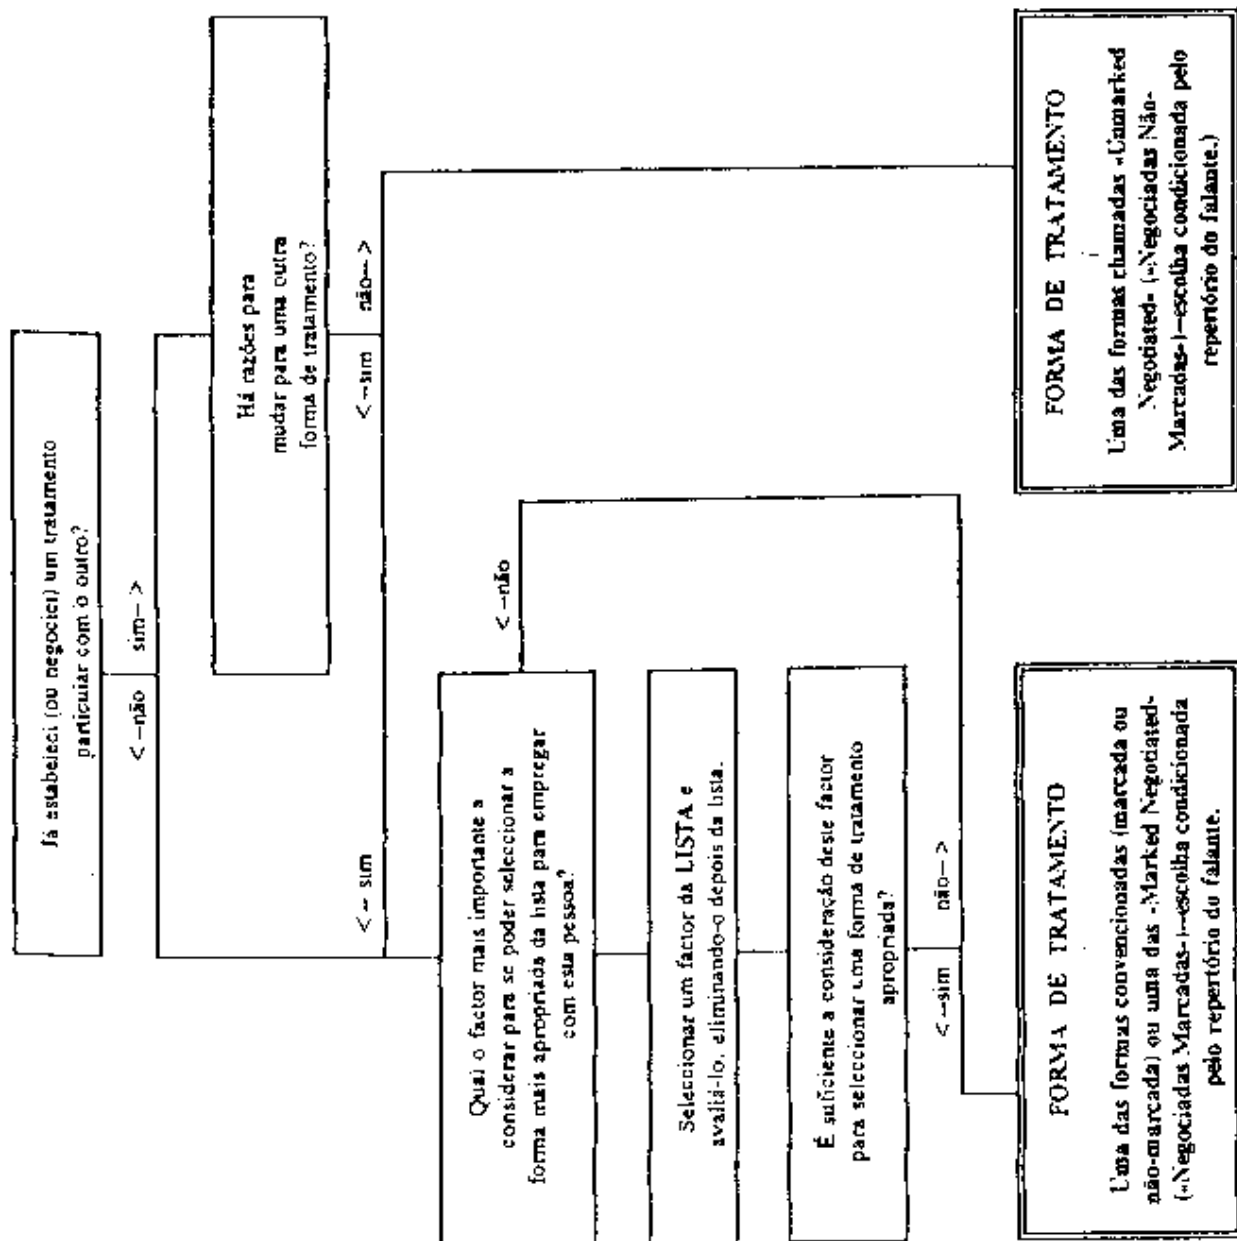 Já estabeleci (ou negociei) um tratamento
particular com o outro?
<--não sim-->
Há razões para
mudar para uma outra
forma de tratamento?
<--sim não-->
<--sim
Qual o factor mais importante a
considerar para se poder seleccionar a
forma mais apropriada da lista para empregar
com esta pessoa?
<--não
Seleccionar um factor da LISTA e
avaliá-lo, eliminando-o depois da lista.
É suficiente a consideração deste factor
para seleccionar uma forma de tratamento
apropriada?
<--sim não-->
FORMA DE TRATAMENTO
Uma das formas convencionadas (marcada ou
não-marcada) ou uma das «Marked Negotiated»
(«Negociadas Marcadas»)—escolha condicionada
pelo repertório do falante.
FORMA DE TRATAMENTO
Uma das formas chamadas «Unmarked
Negotiated» («Negociadas Não-
Marcadas»)—escolha condicionada pelo
repertório do falante.)